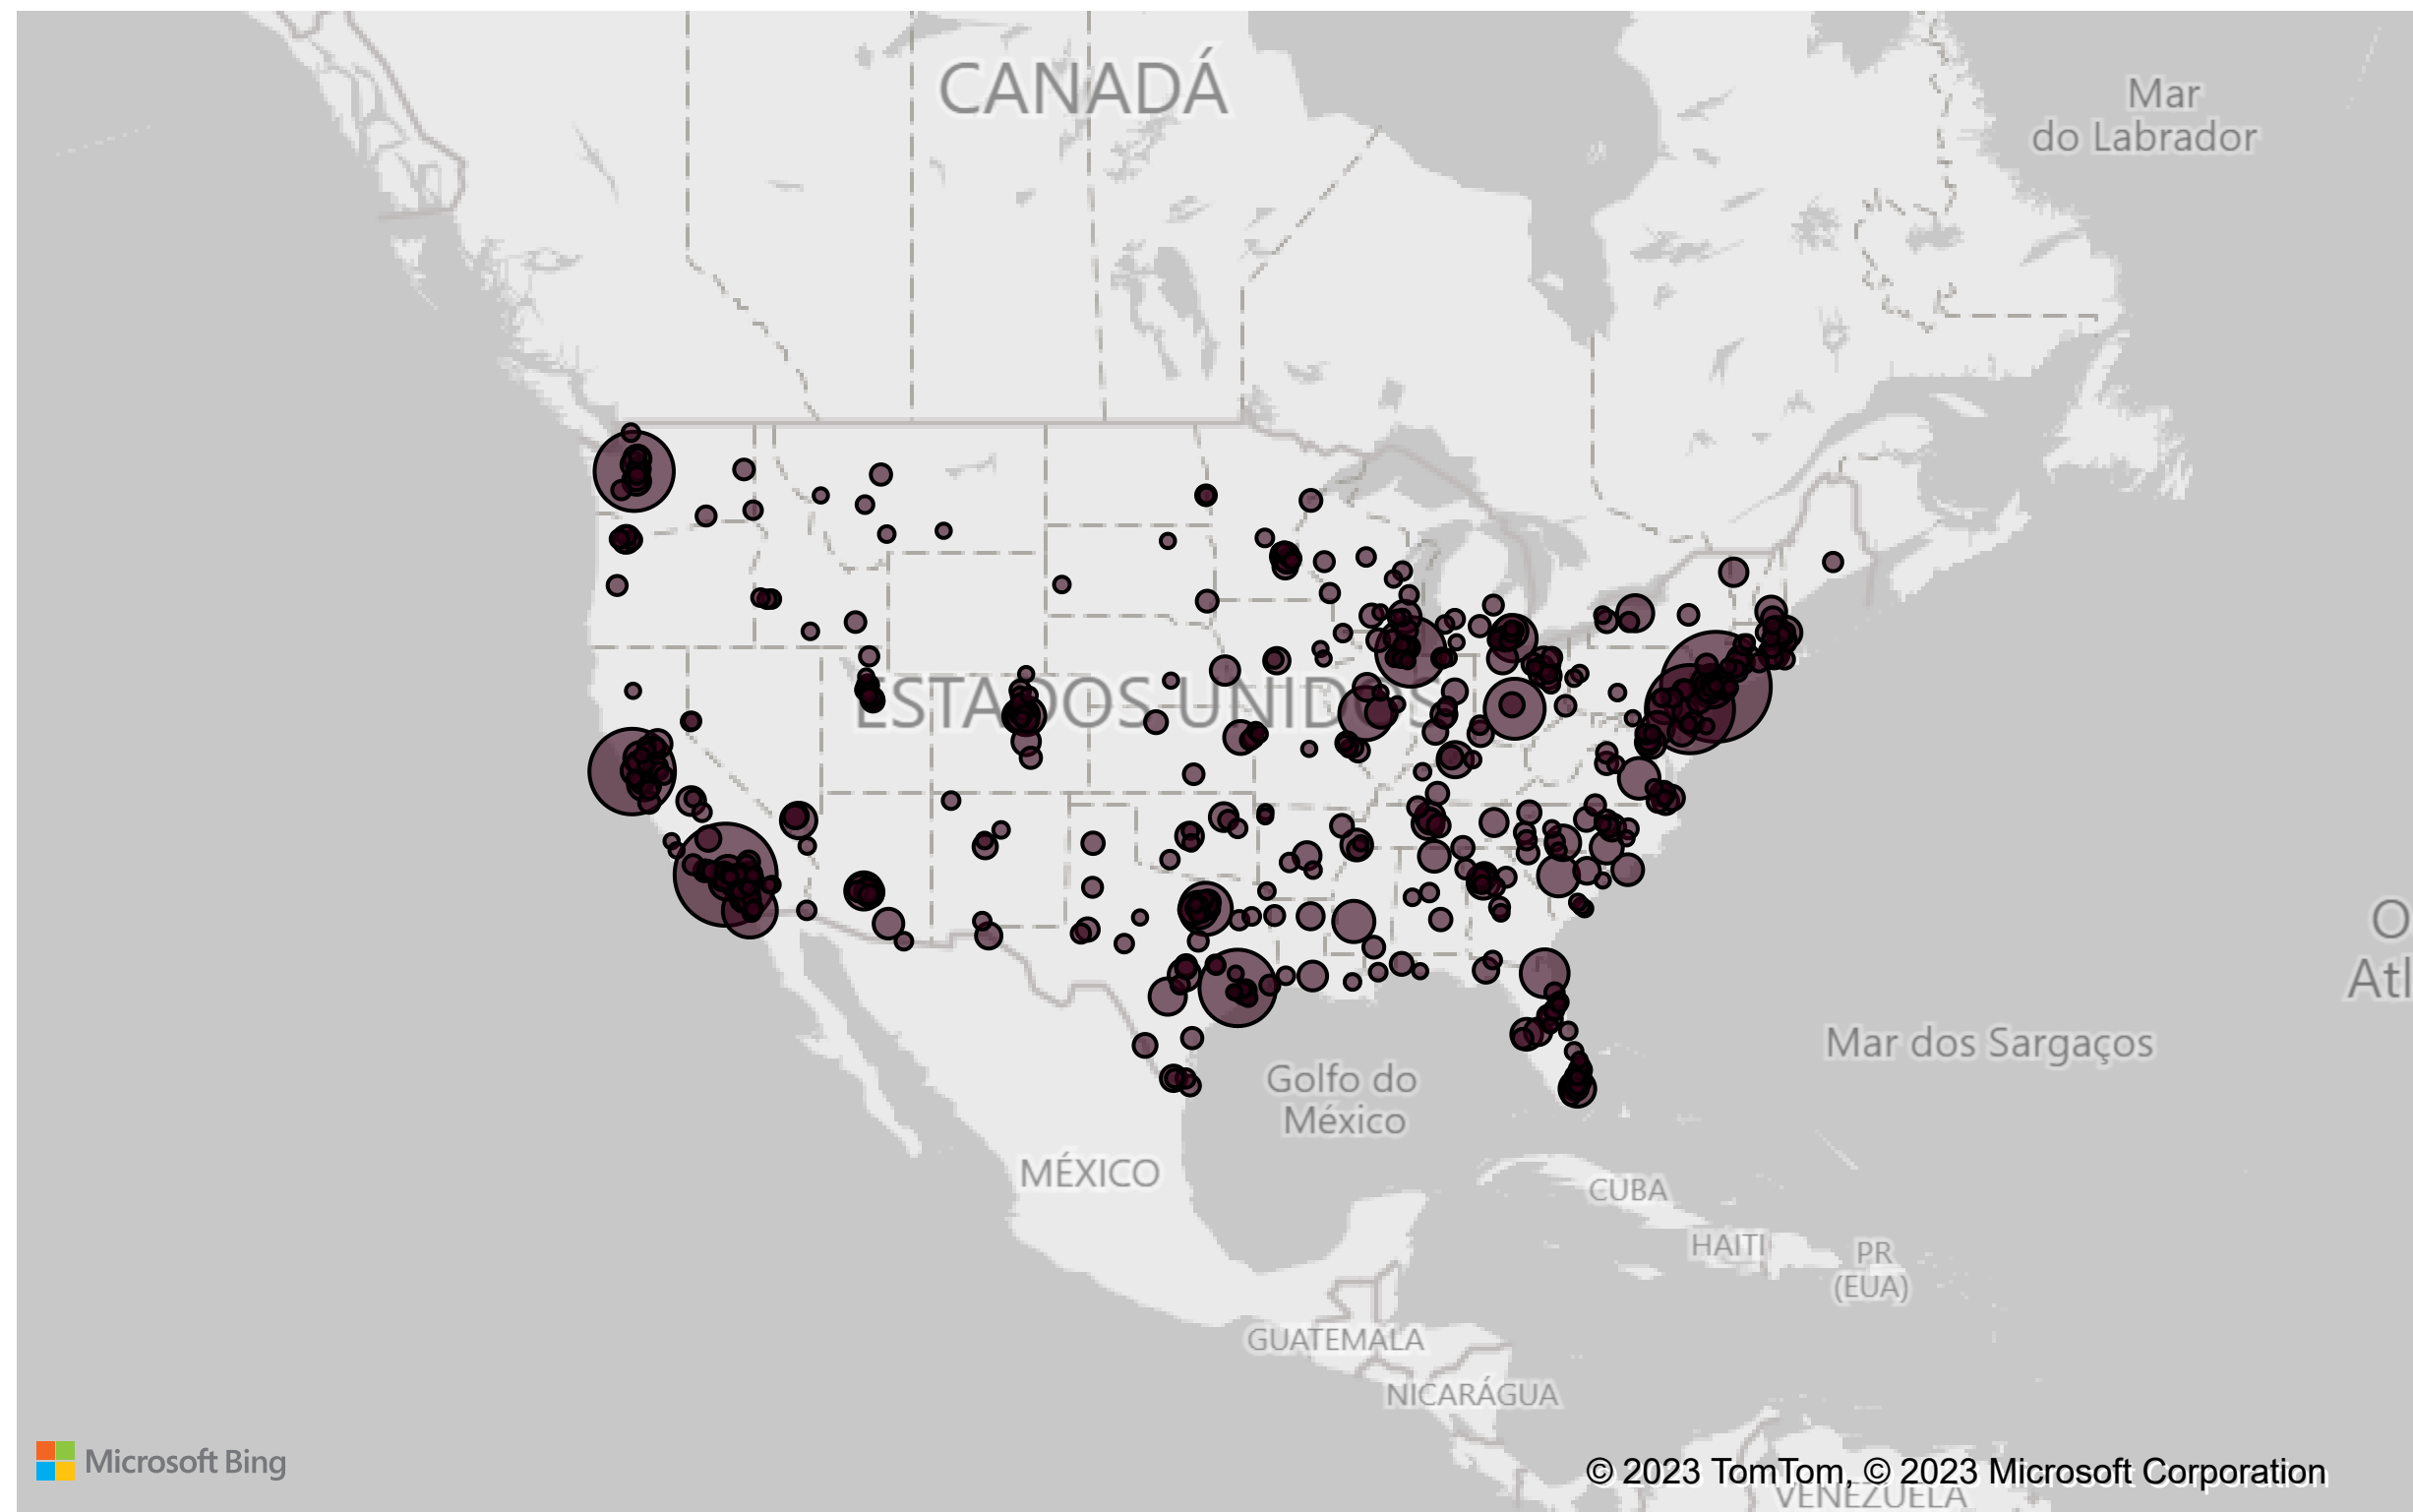 CANADÁ
Mar
do Labrador
ESTADOS UNIDOS
O
Atl
Mar dos Sargaços
Golfo do
México
MÉXICO
CUBA
HAITI
PR
(EUA)
GUATEMALA
NICARÁGUA
Microsoft Bing
© 2023 TomTom, © 2023 Microsoft Corporation
VENEZUELA